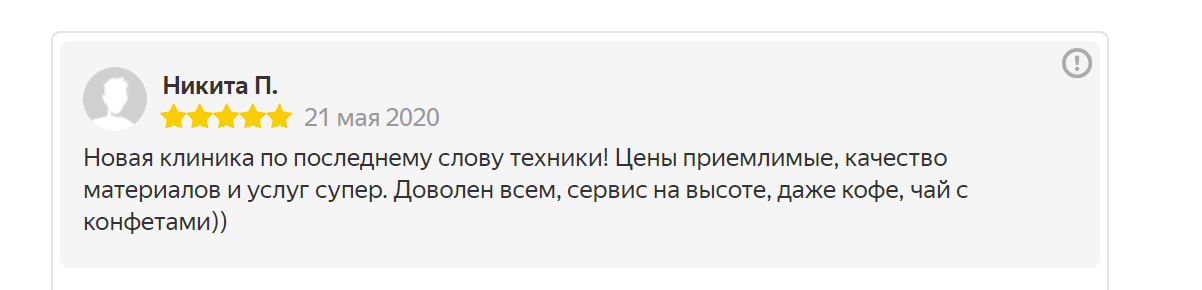 Никита П.
21 мая 2020
Новая клиника по последнему слову техники! Цены приемлимые, качество
материалов и услуг супер. Доволен всем, сервис на высоте, даже кофе, чай с
конфетами))